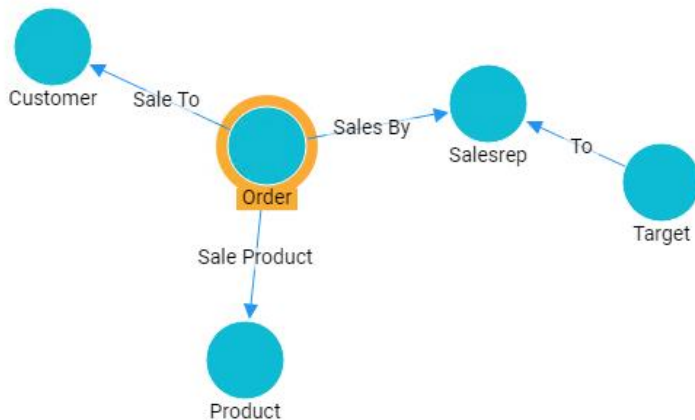 Customer
Sale To
Sales By
Salesrep
To
Order
Target
Sale Product
Product